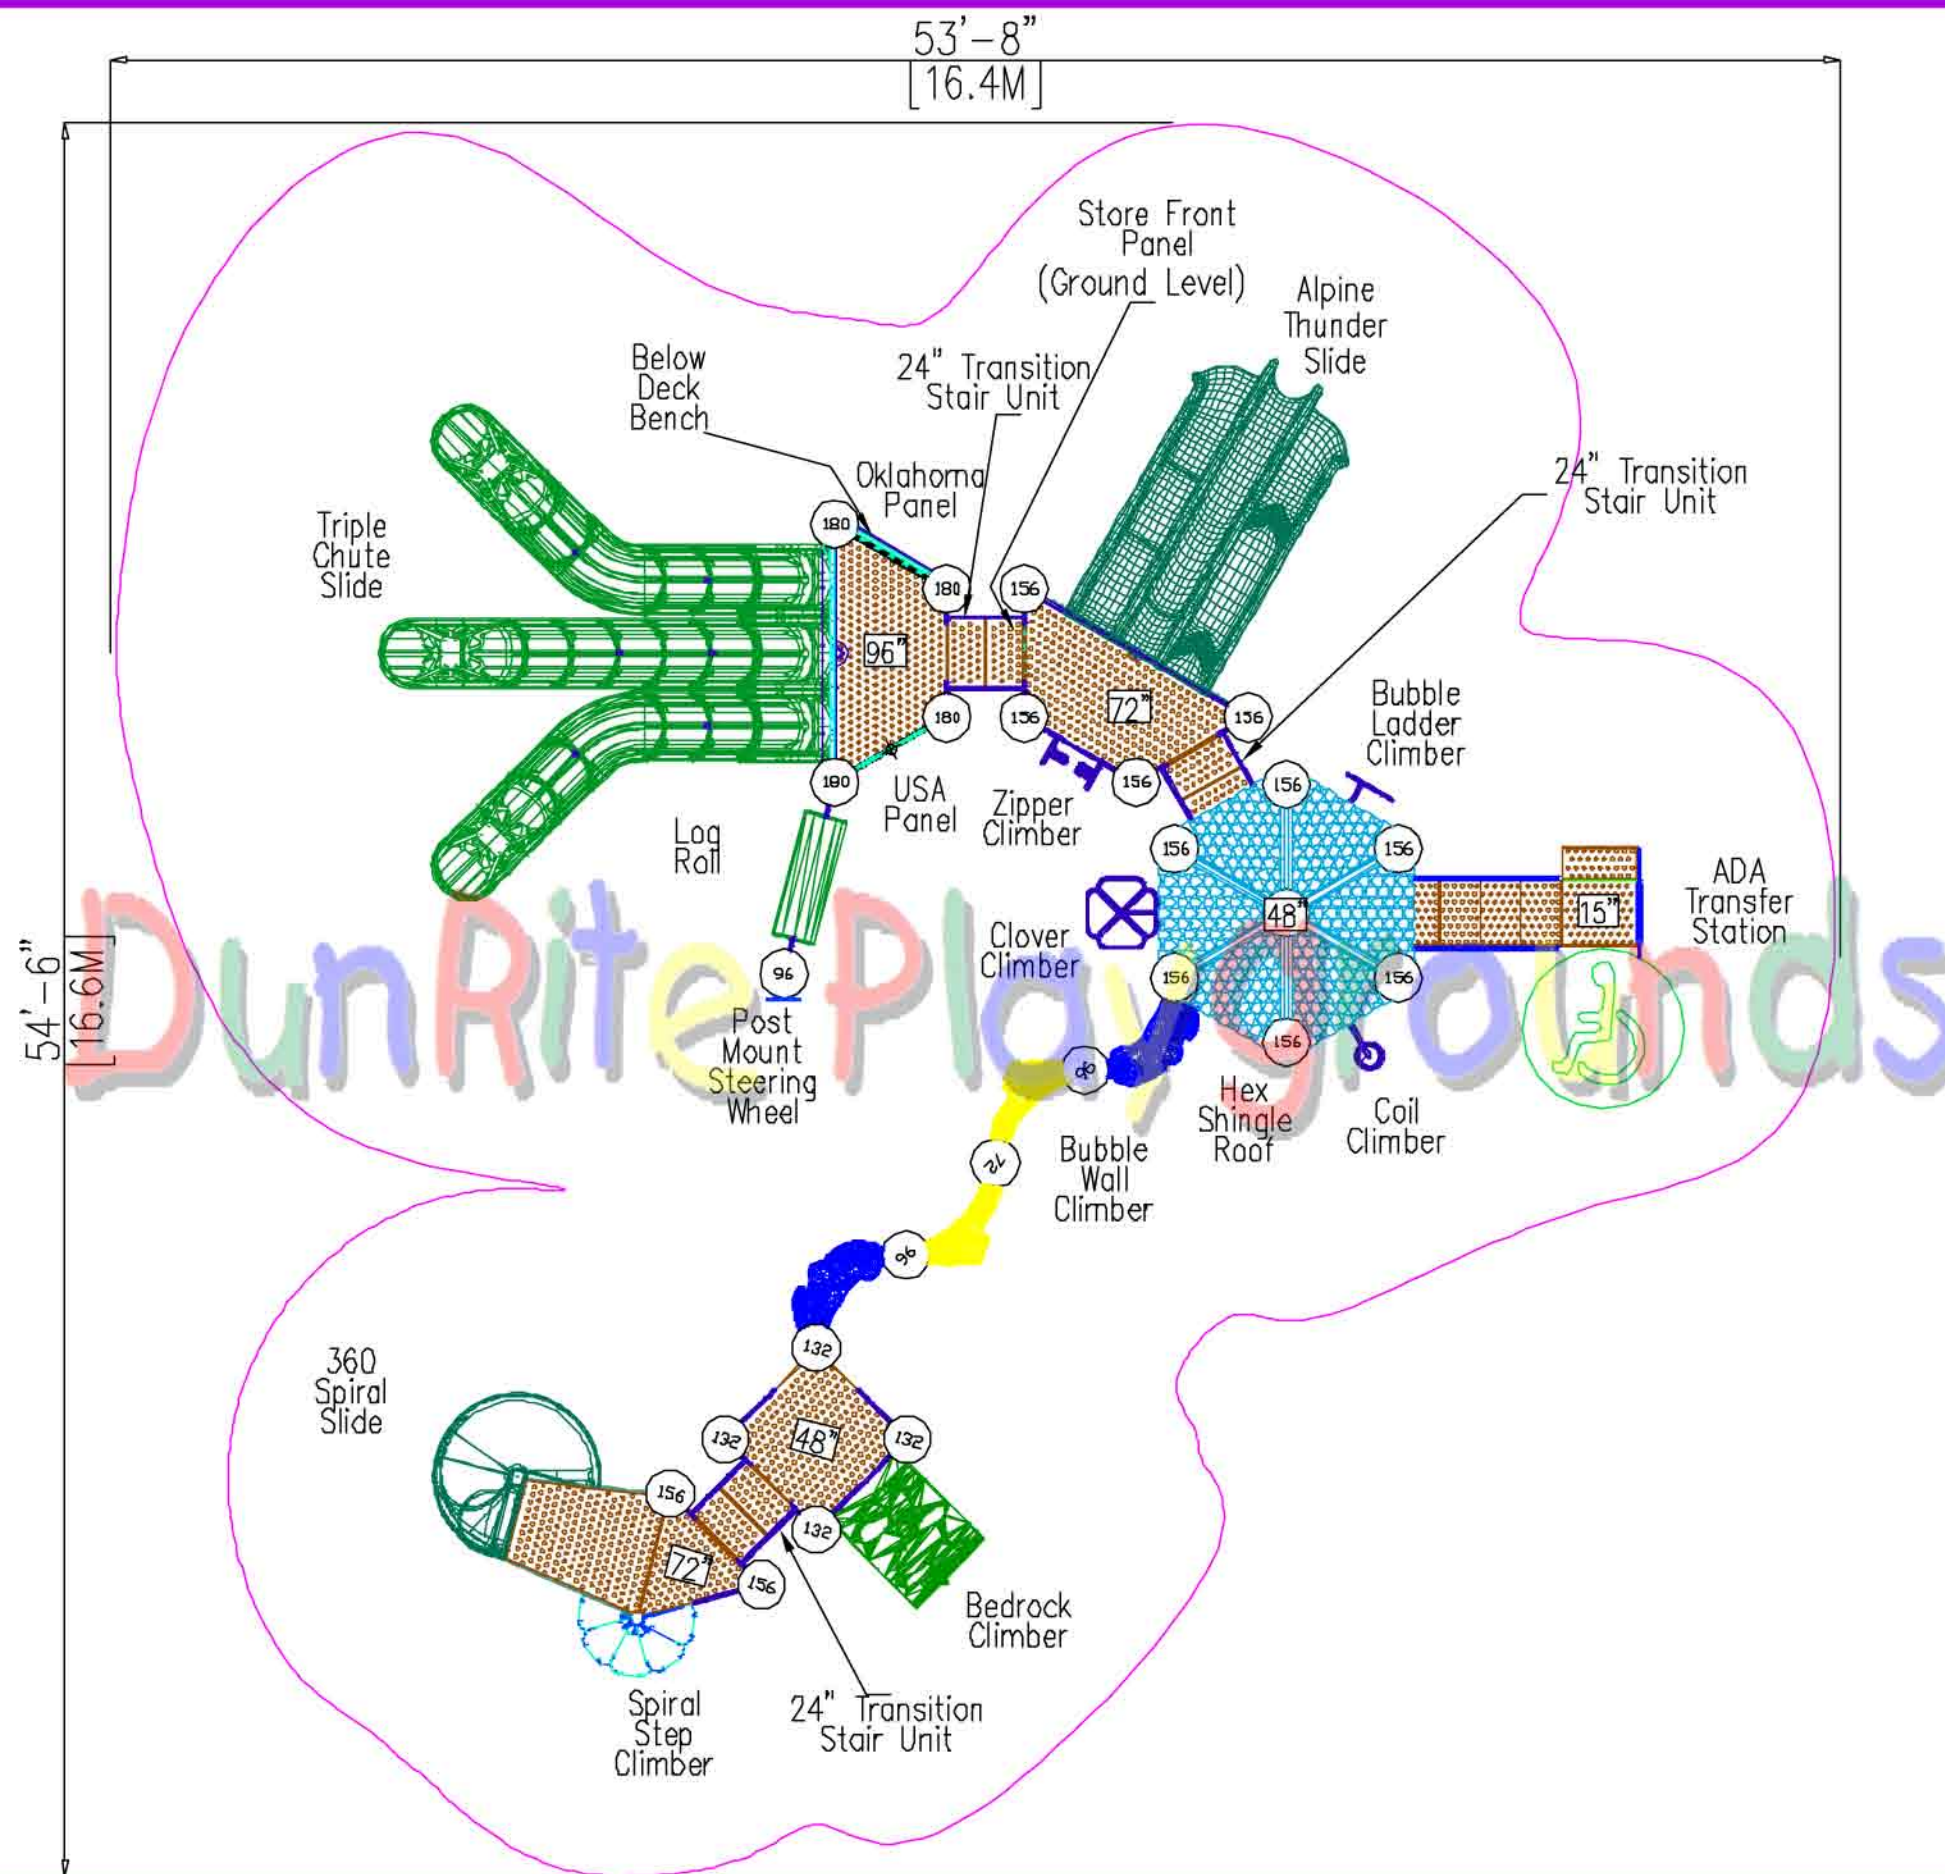 53'-8"
[16.4M]
Store Front
Panel
(Ground Level)
Alpine
Thunder
Slide
Below
Deck
Bench
24" Transition
Stair Unit
Oklahoma
Panel
24" Transition
Stair Unit
Triple
Chute
Slide
180
180
156
96"
72"
180
156
156
180
156
156
Bubble
Ladder
Climber
USA
Panel
Zipper
Climber
Log
Roll
156
156
48"
15"
ADA
Transfer
Station
Clover
Climber
54'-6"
[16.6M]
DunRite Playgrounds
96
156
156
156
Post
Mount
Steering
Wheel
96
Hex
Shingle
Roof
Coil
Climber
Bubble
Wall
Climber
72
96
132
360
Spiral
Slide
132
48"
132
156
132
72"
156
Bedrock
Climber
Spiral
Step
Climber
24" Transition
Stair Unit